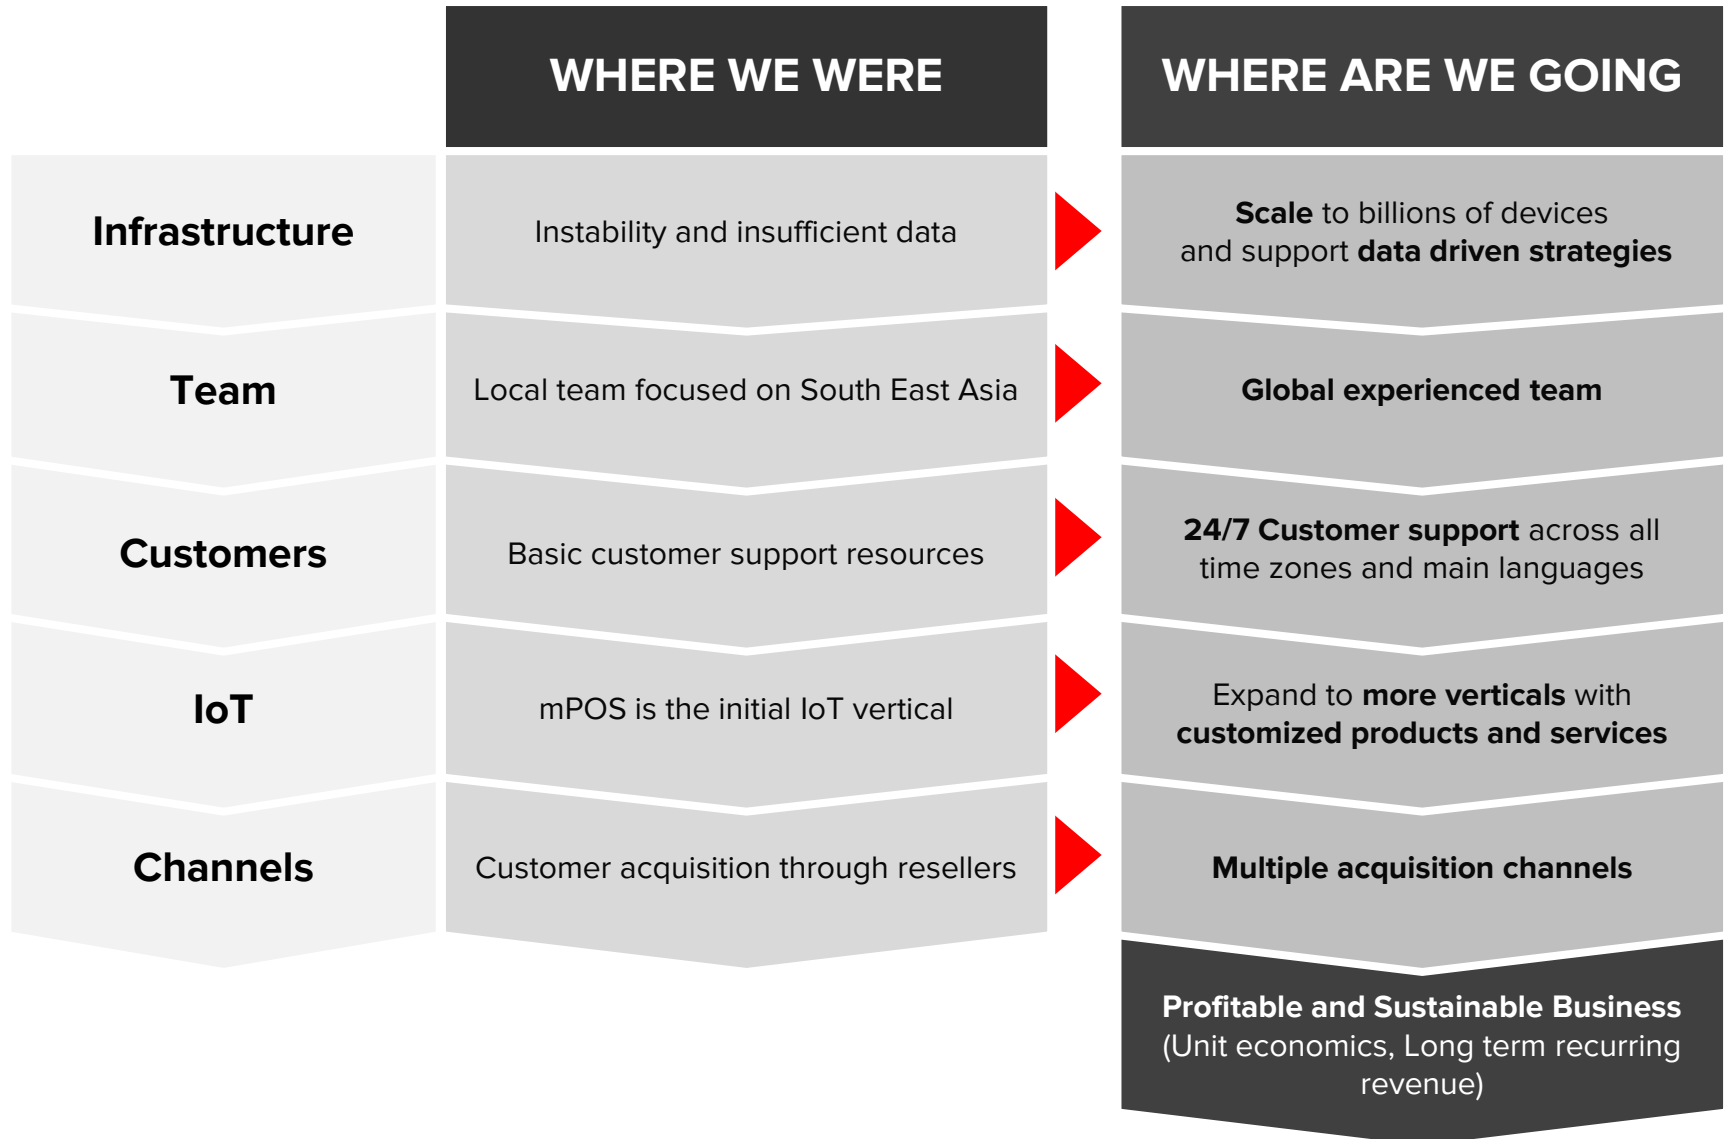 WHERE WE WERE
WHERE ARE WE GOING
Infrastructure
Instability and insufficient data
Scale to billions of devices
and support data driven strategies
Team
Local team focused on South East Asia
Global experienced team
Customers
Basic customer support resources
24/7 Customer support across all
time zones and main languages
IoT
mPOS is the initial IoT vertical
Expand to more verticals with
customized products and services
Channels
Customer acquisition through resellers
Multiple acquisition channels
Profitable and Sustainable Business
(Unit economics, Long term recurring
revenue)